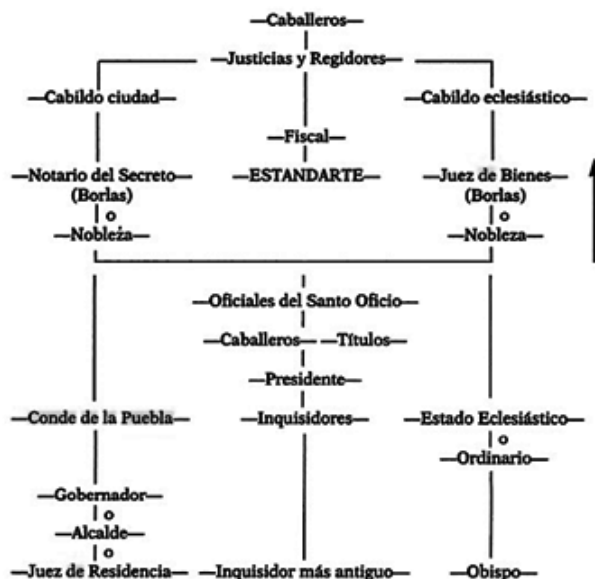 —Caballeros—
—Justicias y Regidores—
—Cabildo ciudad—
—Cabildo eclesiástico—
—Fiscal—
—Notario del Secreto—
(Borlas)
—ESTANDARTE—
—Juez de Bienes—
(Borlas)
o
o
—Nobleza—
—Nobleza—
—Oficiales del Santo Oficio—
—Caballeros— —Títulos—
—Presidente—
—Conde de la Puebla—
—Inquisidores—
—Estado Eclesiástico—
o
—Ordinario—
—Gobernador—
o
—Alcalde—
o
—Juez de Residencia—
—Inquisidor más antiguo—
—Obispo—